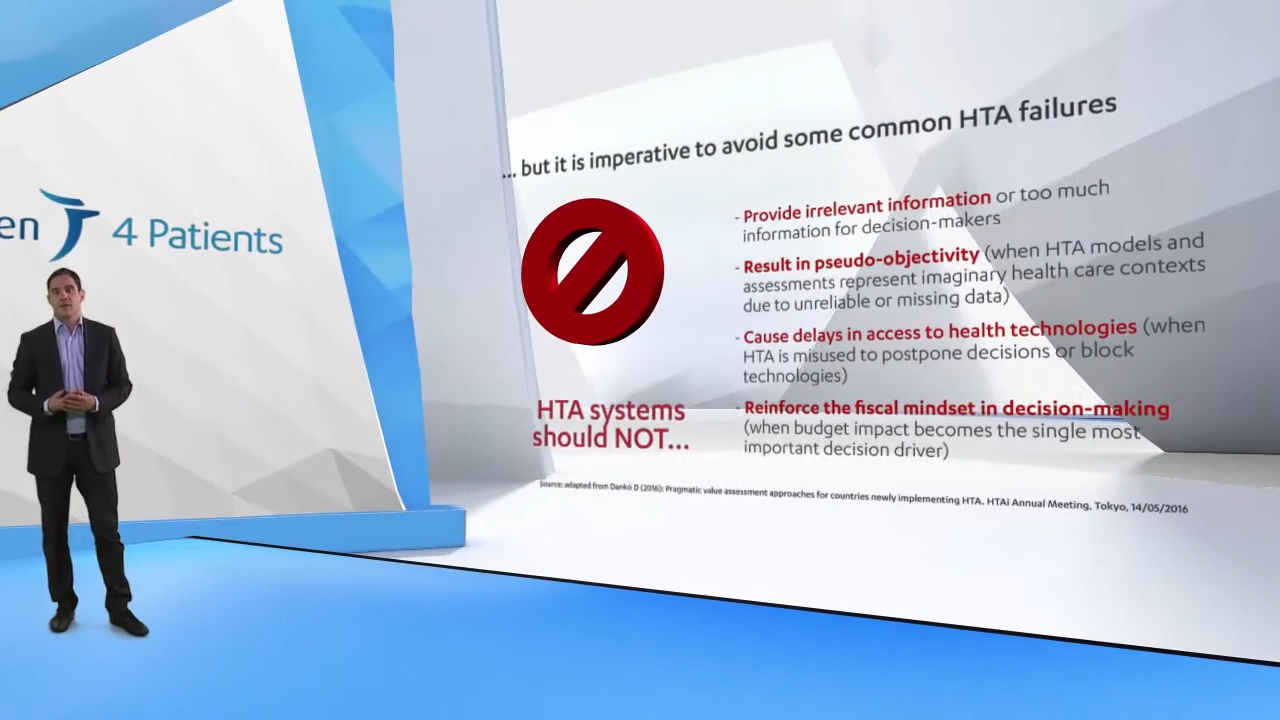 en 4 Patients
... but it is imperative to avoid some common HTA failures
HTA systems
should NOT...
- Provide irrelevant information or too much
information for decision-makers
- Result in pseudo-objectivity (when HTA models and
assessments represent imaginary health care contexts
due to unreliable or missing data)
- Cause delays in access to health technologies (when
HTA is misused to postpone decisions or block
technologies)
- Reinforce the fiscal mindset in decision-making
(when budget impact becomes the single most
important decision driver)
Source: adapted from Dankó D (2016): Pragmatic value assessment approaches for countries newly implementing HTA. HTAi Annual Meeting, Tokyo, 14/05/2016